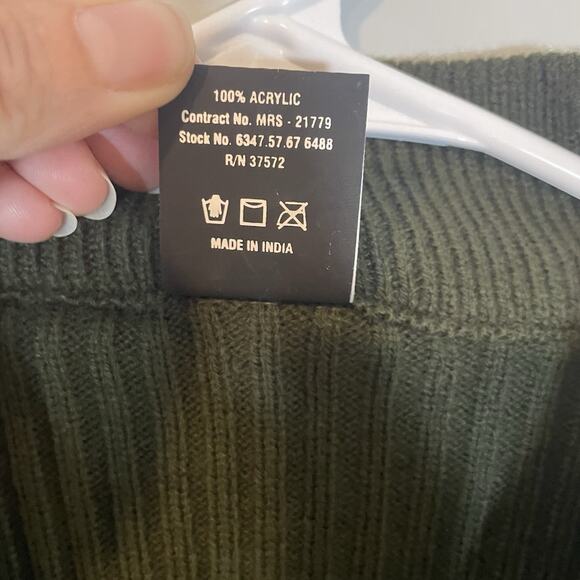 100% ACRYLIC
Contract No. MRS - 21779
Stock No. 6347.57.67 6488
R/N 37572
MADE IN INDIA